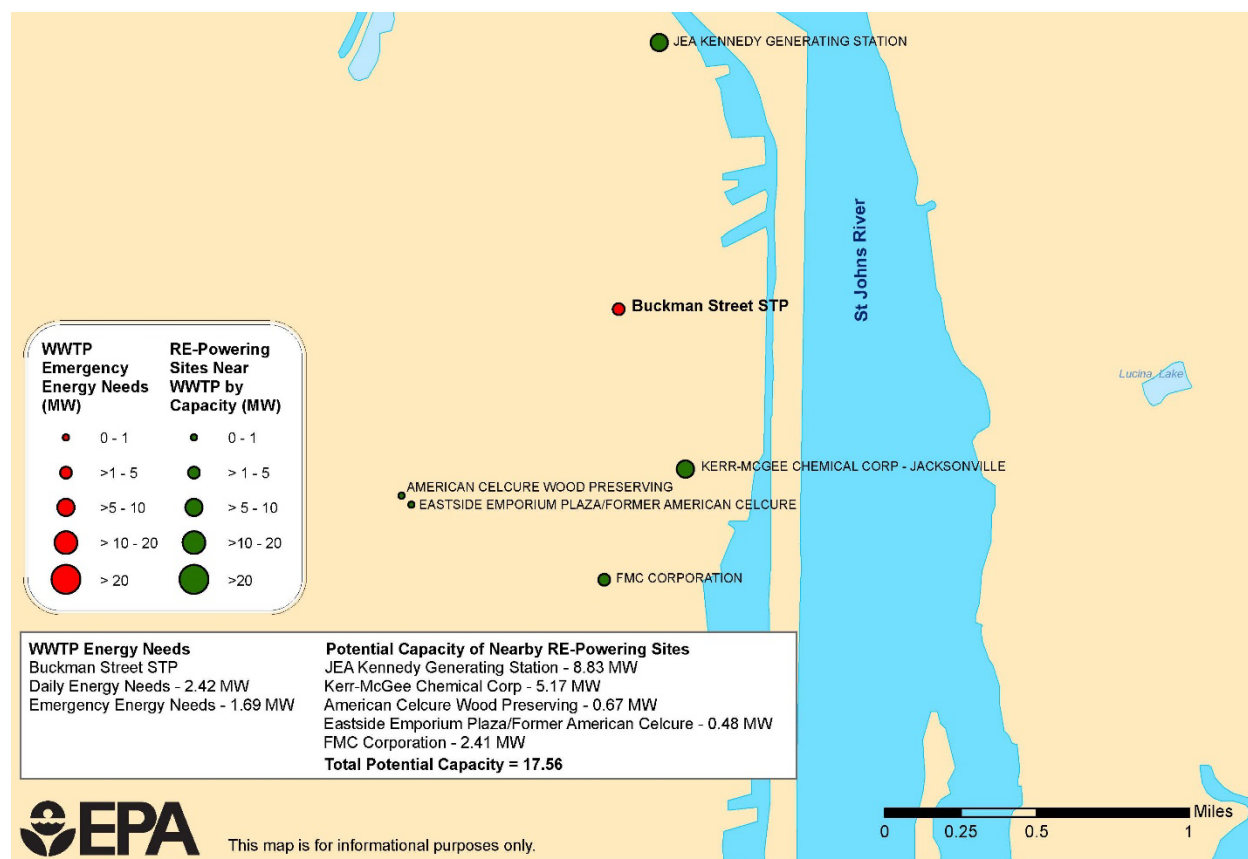 JEA KENNEDY GENERATING STATION
St Johns River
Buckman Street STP
Lucina, Lake
KERR-MCGEE CHEMICAL CORP - JACKSONVILLE
AMERICAN CELCURE WOOD PRESERVING
EASTSIDE EMPORIUM PLAZA/FORMER AMERICAN CELCURE
FMC CORPORATION
WWTP
Emergency
Energy Needs
(MW)
0 - 1
>1 - 5
>5 - 10
> 10 - 20
> 20
RE-Powering
Sites Near
WWTP by
Capacity (MW)
0 - 1
> 1 - 5
> 5 - 10
>10 - 20
>20
WWTP Energy Needs
Buckman Street STP
Daily Energy Needs - 2.42 MW
Emergency Energy Needs - 1.69 MW
Potential Capacity of Nearby RE-Powering Sites
JEA Kennedy Generating Station - 8.83 MW
Kerr-McGee Chemical Corp - 5.17 MW
American Celcure Wood Preserving - 0.67 MW
Eastside Emporium Plaza/Former American Celcure - 0.48 MW
FMC Corporation - 2.41 MW
Total Potential Capacity = 17.56
EPA
This map is for informational purposes only.
Miles
0 0.25 0.5 1